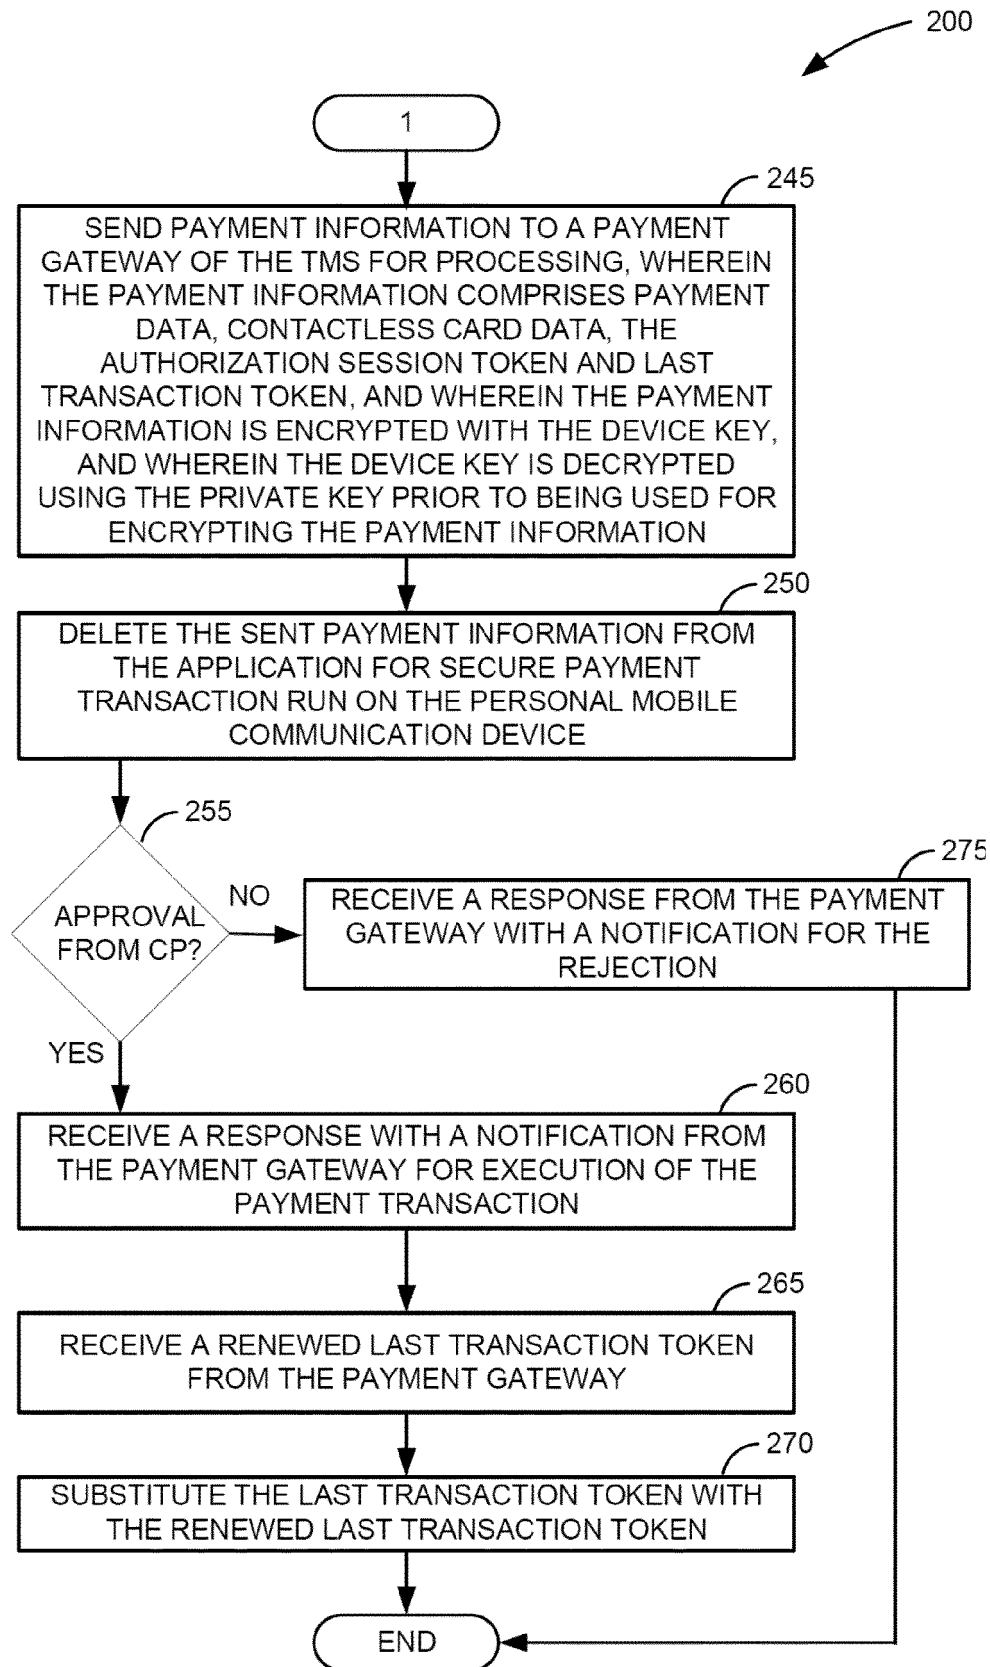 200
1
245
SEND PAYMENT INFORMATION TO A PAYMENT
GATEWAY OF THE TMS FOR PROCESSING, WHEREIN
THE PAYMENT INFORMATION COMPRISES PAYMENT
DATA, CONTACTLESS CARD DATA, THE
AUTHORIZATION SESSION TOKEN AND LAST
TRANSACTION TOKEN, AND WHEREIN THE PAYMENT
INFORMATION IS ENCRYPTED WITH THE DEVICE KEY,
AND WHEREIN THE DEVICE KEY IS DECRYPTED
USING THE PRIVATE KEY PRIOR TO BEING USED FOR
ENCRYPTING THE PAYMENT INFORMATION
250
DELETE THE SENT PAYMENT INFORMATION FROM
THE APPLICATION FOR SECURE PAYMENT
TRANSACTION RUN ON THE PERSONAL MOBILE
COMMUNICATION DEVICE
255
APPROVAL
FROM CP?
NO
275
RECEIVE A RESPONSE FROM THE PAYMENT
GATEWAY WITH A NOTIFICATION FOR THE
REJECTION
YES
260
RECEIVE A RESPONSE WITH A NOTIFICATION FROM
THE PAYMENT GATEWAY FOR EXECUTION OF THE
PAYMENT TRANSACTION
265
RECEIVE A RENEWED LAST TRANSACTION TOKEN
FROM THE PAYMENT GATEWAY
270
SUBSTITUTE THE LAST TRANSACTION TOKEN WITH
THE RENEWED LAST TRANSACTION TOKEN
END